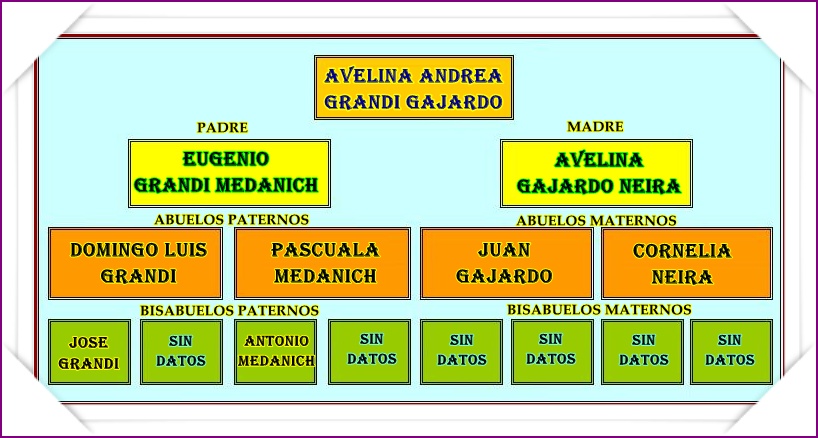 AVELINA ANDREA
GRANDI GAJARDO
PADRE
MADRE
EUGENIO
GRANDI MEDANICH
AVELINA
GAJARDO NEIRA
ABUELOS PATERNOS
ABUELOS MATERNOS
DOMINGO LUIS
GRANDI
PASCUALA
MEDANICH
JUAN
GAJARDO
CORNELIA
NEIRA
BISABUELOS PATERNOS
BISABUELOS MATERNOS
JOSE
GRANDI
SIN
DATOS
ANTONIO
MEDANICH
SIN
DATOS
SIN
DATOS
SIN
DATOS
SIN
DATOS
SIN
DATOS